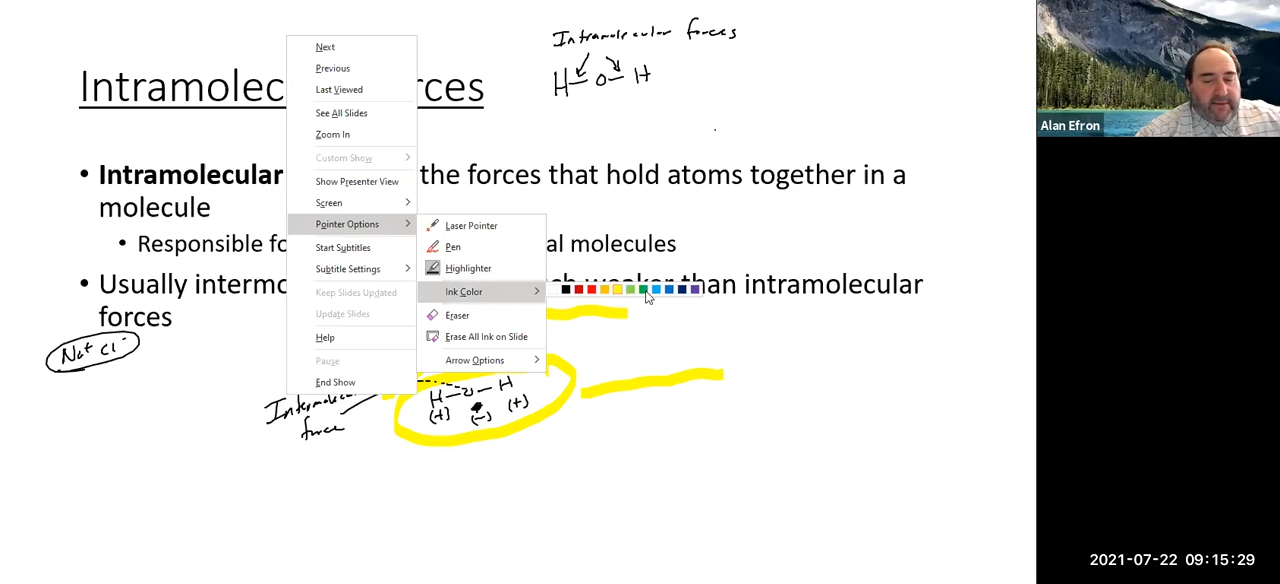 Intramolecular forces
H-O-H
Intramolec rces
Intramolecular the forces that hold atoms together in a
molecule
Responsible fo al molecules
Usually intermo weaker than intramolecular
forces
Na+ Cl-
Intermolecular
force
H-O-H
(+) (-) (+)
Next
Previous
Last Viewed
See All Slides
Zoom In
Custom Show
Show Presenter View
Screen
Pointer Options
Start Subtitles
Subtitle Settings
Keep Slides Updated
Update Slides
Help
Pause
End Show
Laser Pointer
Pen
Highlighter
Ink Color
Eraser
Erase All Ink on Slide
Arrow Options
Alan Efron
2021-07-22 09:15:29